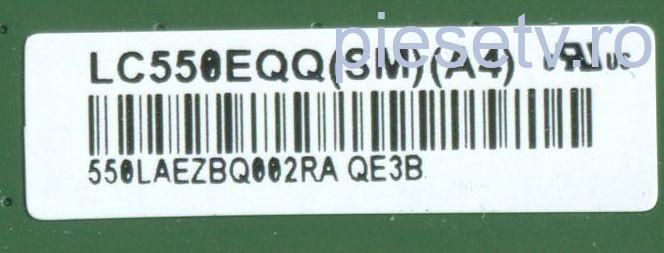 piesetv.ro
LC550EQQ(SM)(A4)
550LAEZBQ002RA QE3B